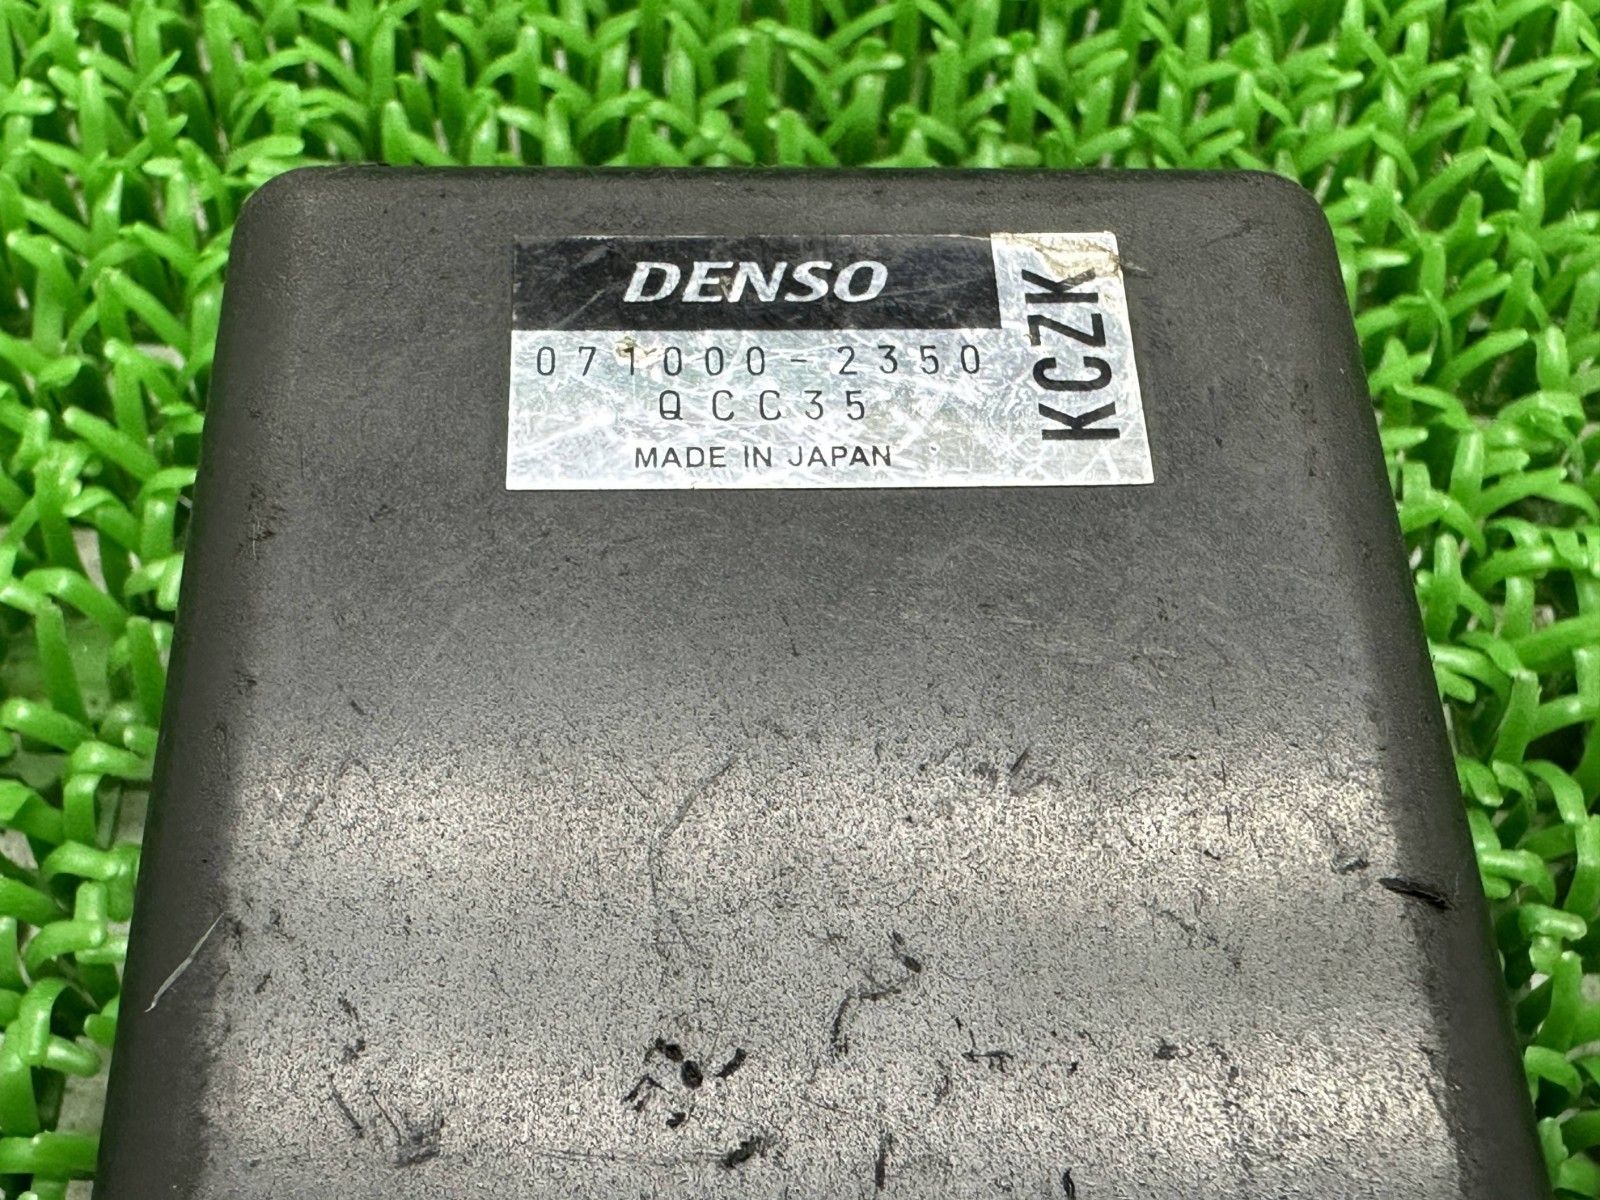 DENSO
071000-2350
QCC35
MADE IN JAPAN
KCZK